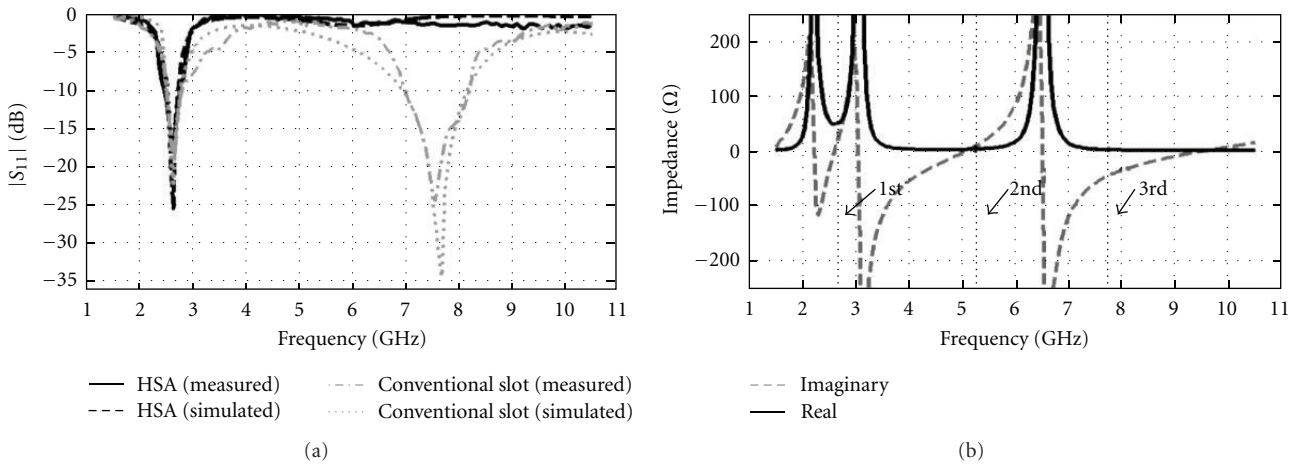 0
−5
−10
−15
−20
−25
−30
−35
|S11| (dB)
1 2 3 4 5 6 7 8 9 10 11
Frequency (GHz)
HSA (measured)
HSA (simulated)
Conventional slot (measured)
Conventional slot (simulated)
(a)
200
100
0
−100
−200
Impedance (Ω)
1st
2nd
3rd
1 2 3 4 5 6 7 8 9 10 11
Frequency (GHz)
Imaginary
Real
(b)